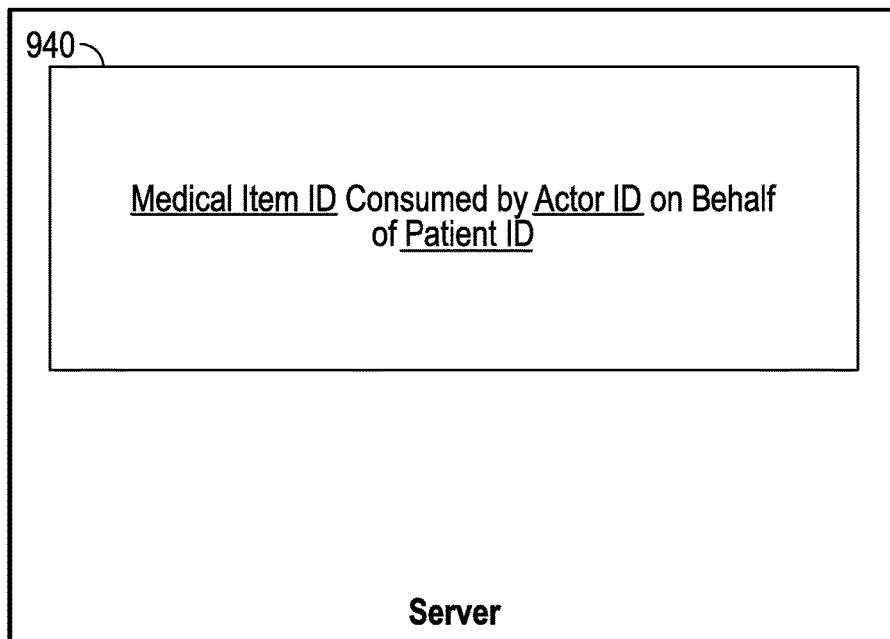 940
Medical Item ID Consumed by Actor ID on Behalf
of Patient ID
Server